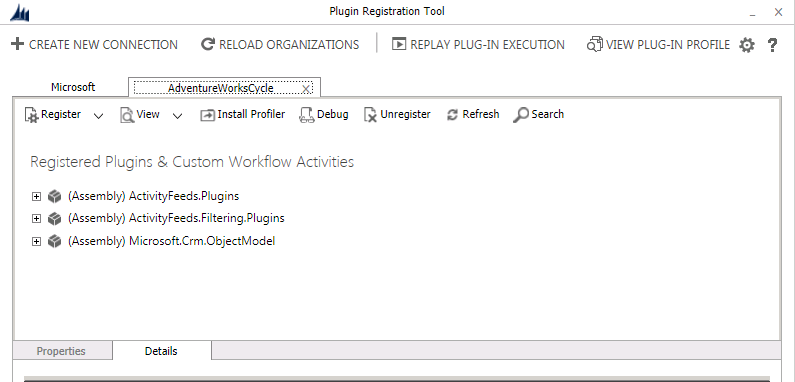 Plugin Registration Tool
CREATE NEW CONNECTION RELOAD ORGANIZATIONS REPLAY PLUG-IN EXECUTION VIEW PLUG-IN PROFILE ?
Microsoft AdventureWorksCycle
Register View Install Profiler Debug Unregister Refresh Search
Registered Plugins & Custom Workflow Activities
(Assembly) ActivityFeeds.Plugins
(Assembly) ActivityFeeds.Filtering.Plugins
(Assembly) Microsoft.Crm.ObjectModel
Properties Details